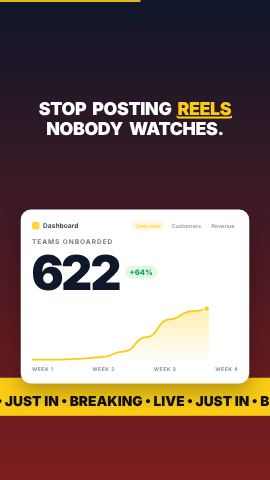 STOP POSTING REELS
NOBODY WATCHES.
Dashboard
Overview Customers Revenue
TEAMS ONBOARDED
622 +64%
WEEK 1 WEEK 2 WEEK 3 WEEK 4
• JUST IN • BREAKING • LIVE • JUST IN • B